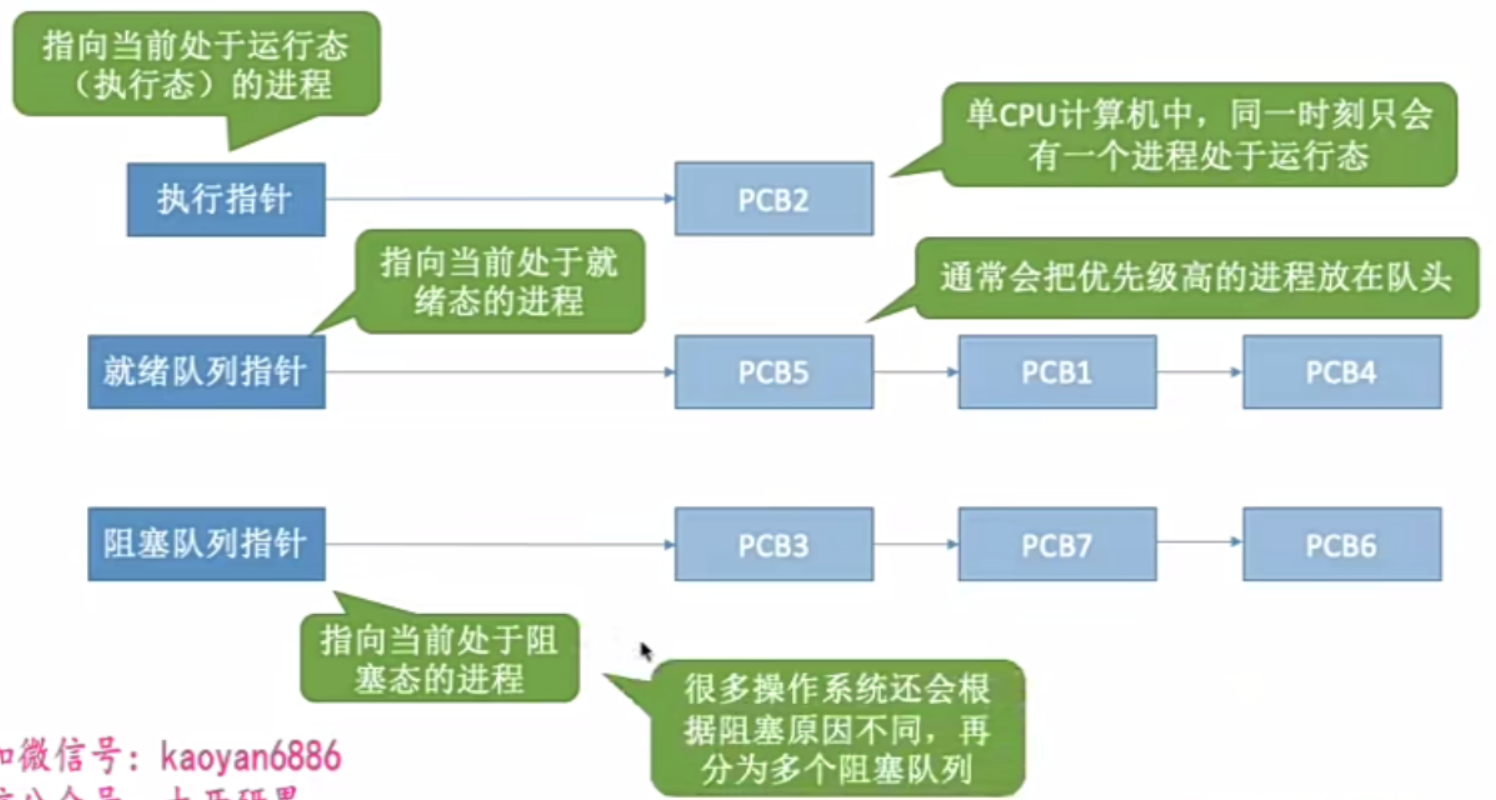 指向当前处于运行态
（执行态）的进程
单CPU计算机中，同一时刻只会
有一个进程处于运行态
执行指针
PCB2
指向当前处于就
绪态的进程
通常会把优先级高的进程放在队头
就绪队列指针
PCB5
PCB1
PCB4
阻塞队列指针
PCB3
PCB7
PCB6
指向当前处于阻
塞态的进程
很多操作系统还会根
据阻塞原因不同，再
分为多个阻塞队列
微信号：kaoyan6886